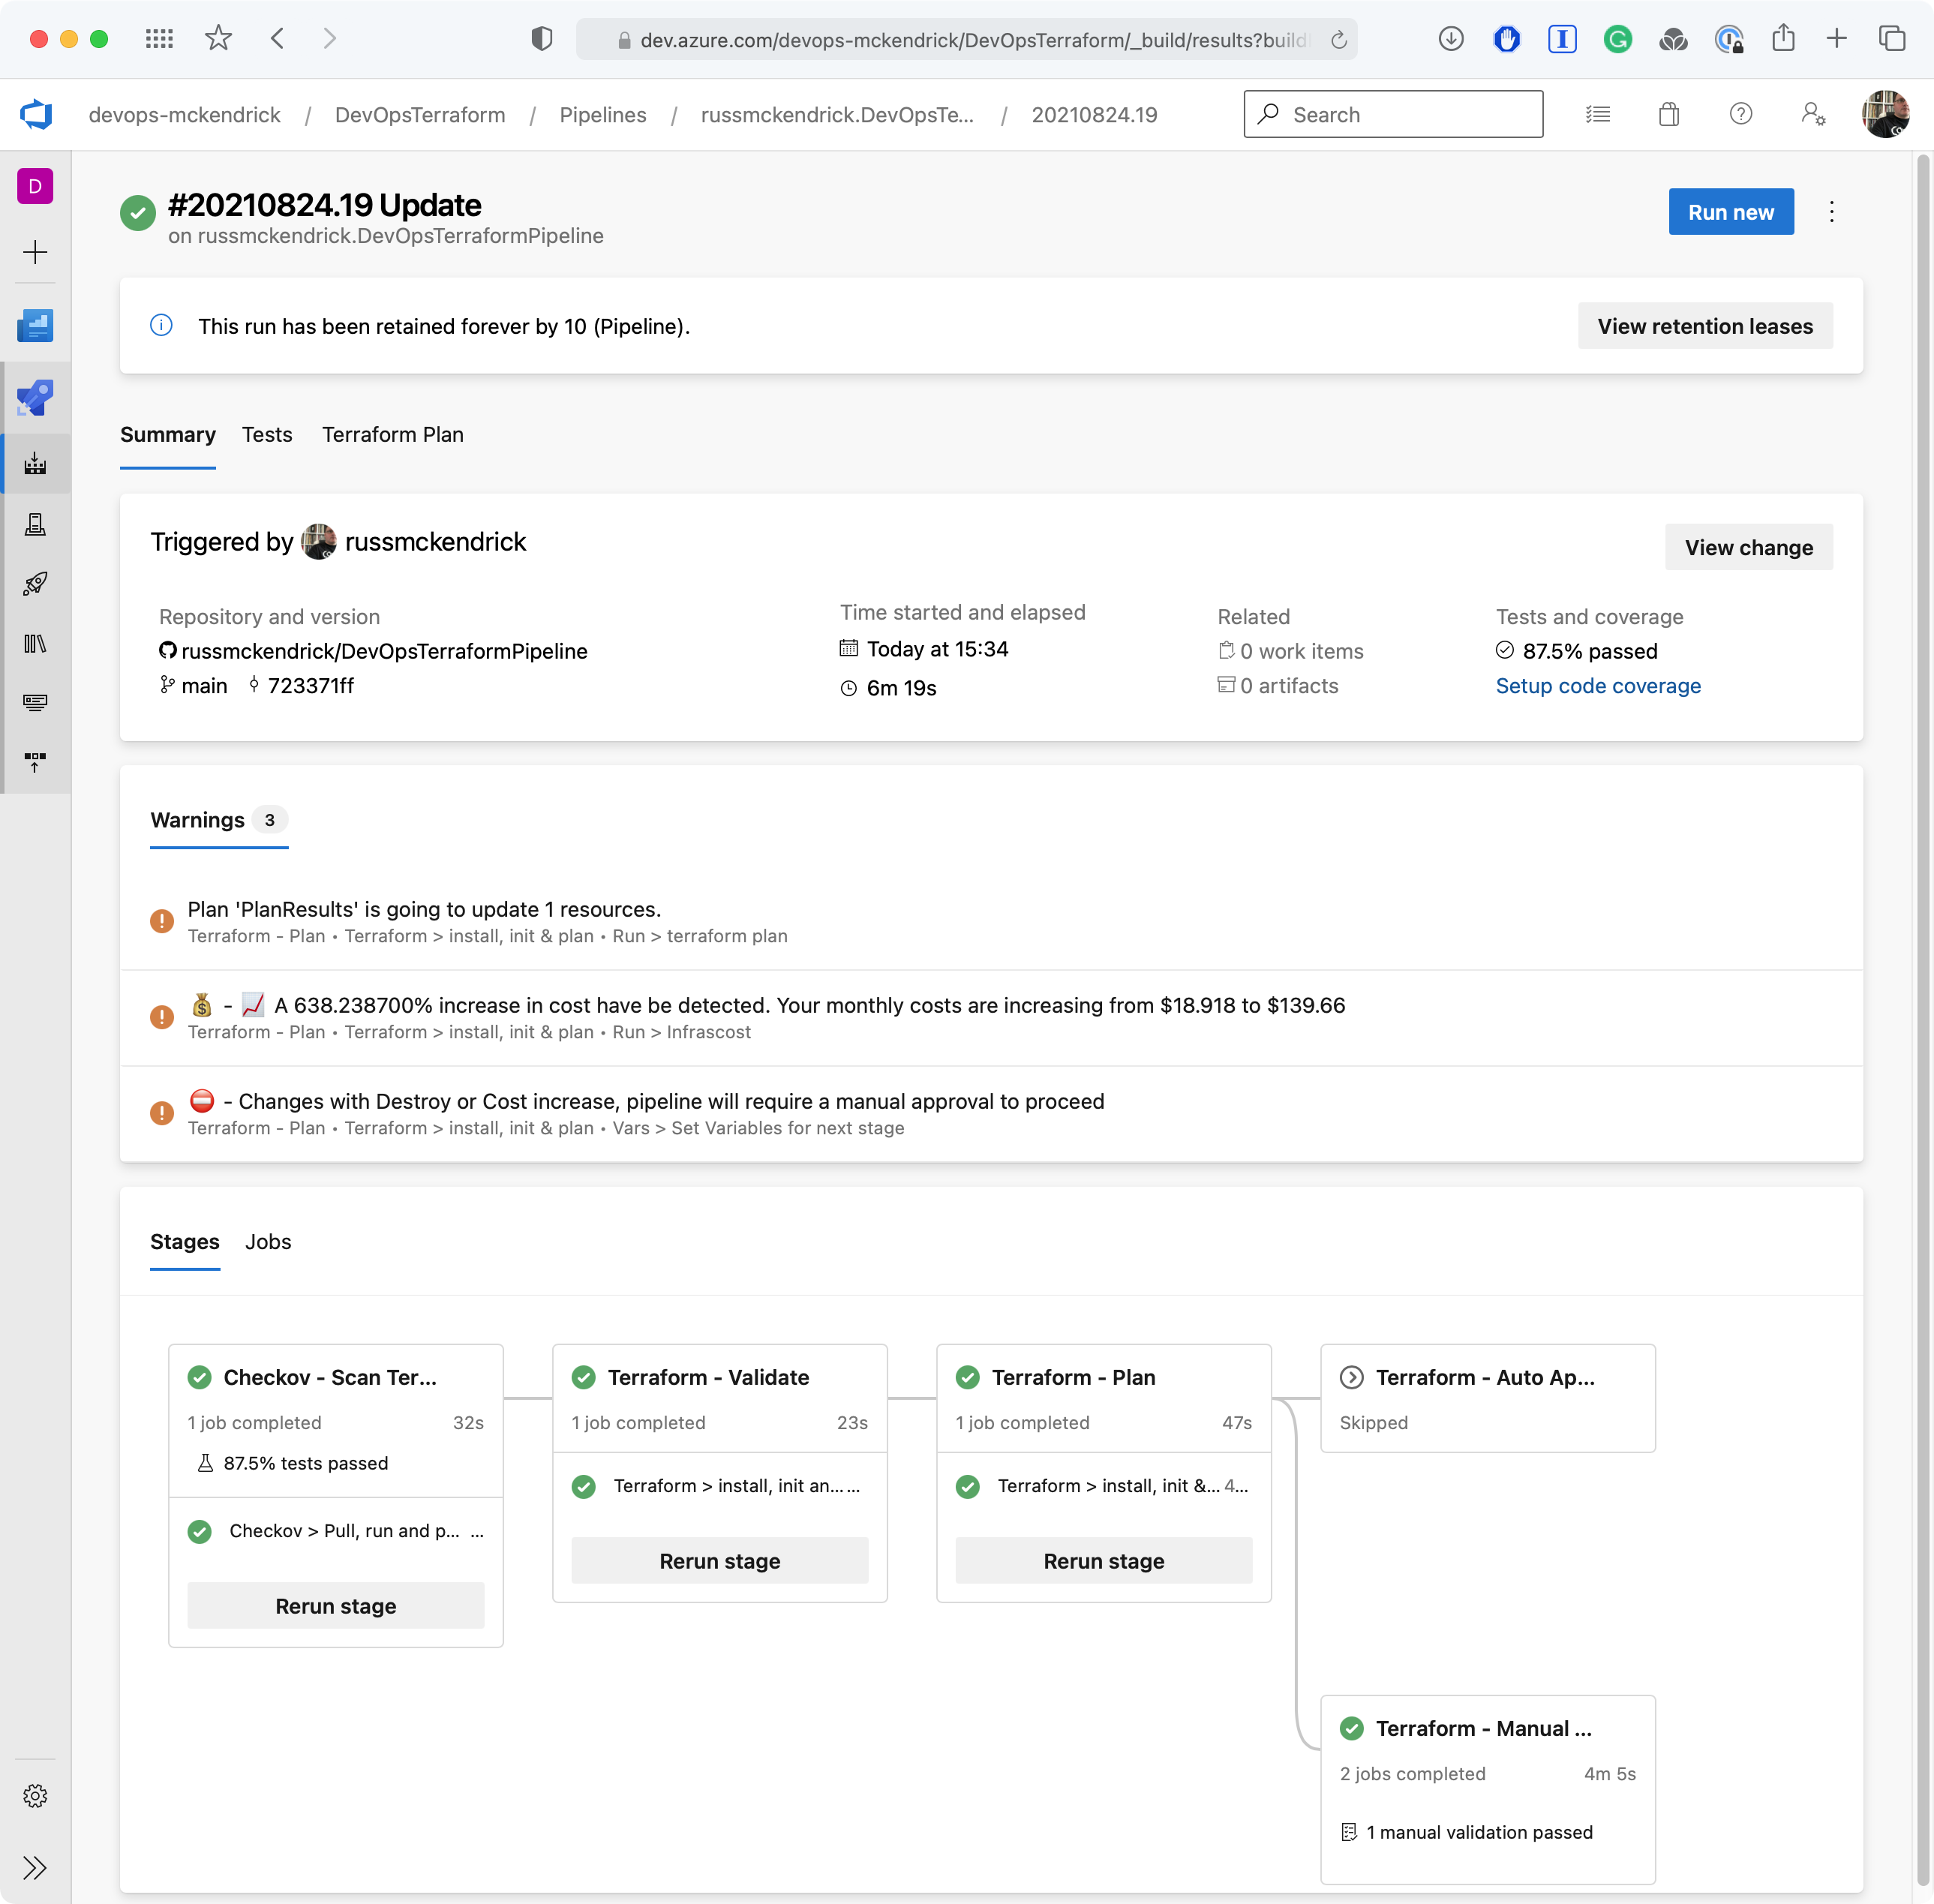 dev.azure.com/devops-mckendrick/DevOpsTerraform/_build/results?build
devops-mckendrick / DevOpsTerraform / Pipelines / russmckendrick.DevOpsTe... / 20210824.19
Search
D
#20210824.19 Update
on russmckendrick.DevOpsTerraformPipeline
Run new
This run has been retained forever by 10 (Pipeline).
View retention leases
Summary Tests Terraform Plan
Triggered by russmckendrick
View change
Repository and version
russmckendrick/DevOpsTerraformPipeline
main 723371ff
Time started and elapsed
Today at 15:34
6m 19s
Related
0 work items
0 artifacts
Tests and coverage
87.5% passed
Setup code coverage
Warnings 3
Plan 'PlanResults' is going to update 1 resources.
Terraform - Plan • Terraform > install, init & plan • Run > terraform plan
💰 - 📈 A 638.238700% increase in cost have be detected. Your monthly costs are increasing from $18.918 to $139.66
Terraform - Plan • Terraform > install, init & plan • Run > Infrascost
⛔ - Changes with Destroy or Cost increase, pipeline will require a manual approval to proceed
Terraform - Plan • Terraform > install, init & plan • Vars > Set Variables for next stage
Stages Jobs
Checkov - Scan Ter...
1 job completed 32s
87.5% tests passed
Checkov > Pull, run and p... ...
Rerun stage
Terraform - Validate
1 job completed 23s
Terraform > install, init an... ...
Rerun stage
Terraform - Plan
1 job completed 47s
Terraform > install, init &... 4...
Rerun stage
Terraform - Auto Ap...
Skipped
Terraform - Manual ...
2 jobs completed 4m 5s
1 manual validation passed